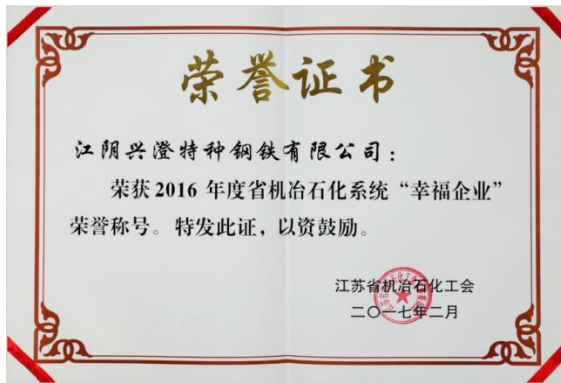 荣誉证书
江阴兴澄特种钢铁有限公司：
荣获2016 年度省机冶石化系统“幸福企业”
荣誉称号。特发此证，以资鼓励。
江苏省机冶石化工会
二〇一七年二月